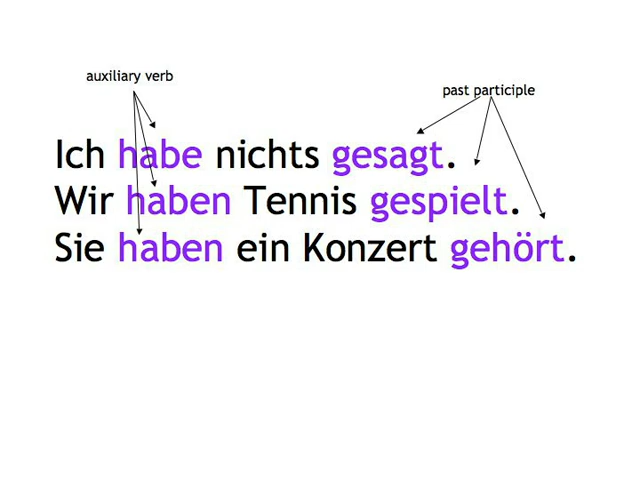 auxiliary verb
past participle
Ich habe nichts gesagt.
Wir haben Tennis gespielt.
Sie haben ein Konzert gehört.